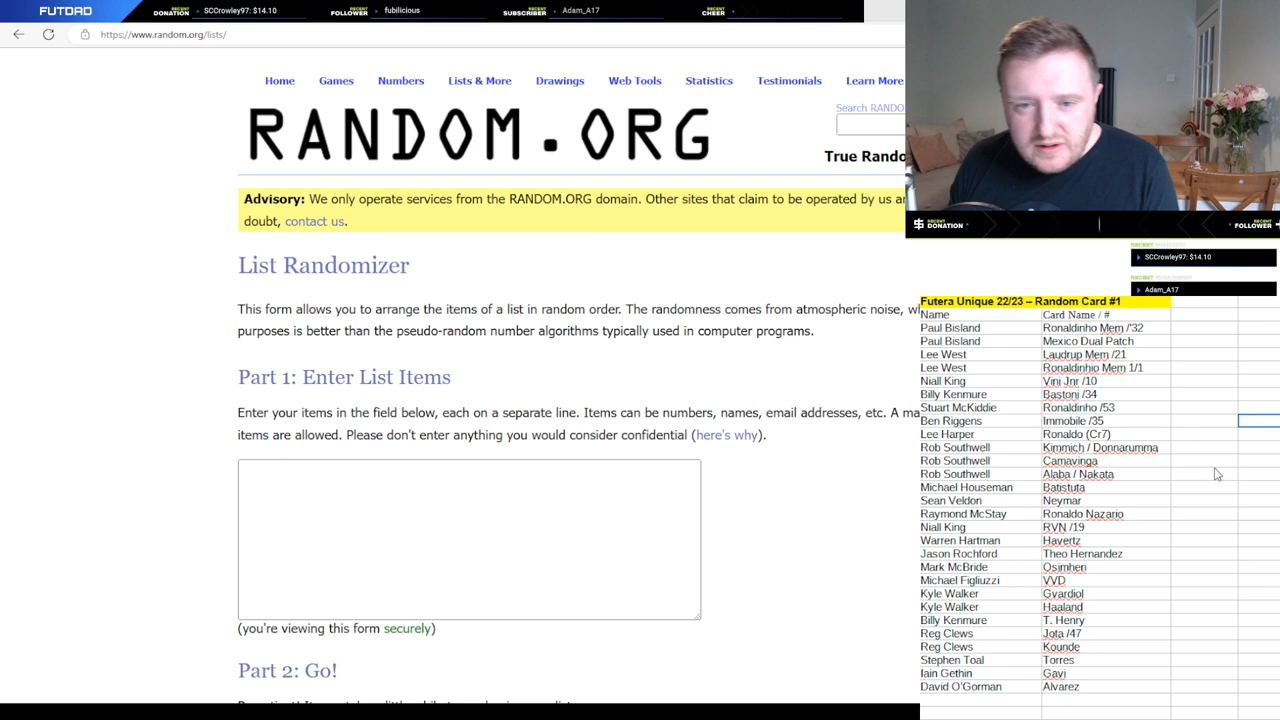 FUTDAD
RECENT DONATION
SCCrowley97: $14.10
RECENT FOLLOWER
fubilicious
RECENT SUBSCRIBER
Adam_A17
RECENT CHEER
https://www.random.org/lists/
Home Games Numbers Lists & More Drawings Web Tools Statistics Testimonials Learn More
Search RANDO
RANDOM.ORG
True Rando
Advisory: We only operate services from the RANDOM.ORG domain. Other sites that claim to be operated by us ar
doubt, contact us.
List Randomizer
This form allows you to arrange the items of a list in random order. The randomness comes from atmospheric noise, wh
purposes is better than the pseudo-random number algorithms typically used in computer programs.
Part 1: Enter List Items
Enter your items in the field below, each on a separate line. Items can be numbers, names, email addresses, etc. A ma
items are allowed. Please don't enter anything you would consider confidential (here's why).
(you're viewing this form securely)
Part 2: Go!
RECENT DONATION
RECENT FOLLOWER
SCCrowley97: $14.10
Adam_A17
Futera Unique 22/23 – Random Card #1
Name Card Name / #
Paul Bisland Ronaldinho Mem /'32
Paul Bisland Mexico Dual Patch
Lee West Laudrup Mem /21
Lee West Ronaldinhio Mem 1/1
Niall King Vini Jnr /10
Billy Kenmure Bastoni /34
Stuart McKiddie Ronaldinho /53
Ben Riggens Immobile /35
Lee Harper Ronaldo (Cr7)
Rob Southwell Kimmich / Donnarumma
Rob Southwell Camavinga
Rob Southwell Alaba / Nakata
Michael Houseman Batistuta
Sean Veldon Neymar
Raymond McStay Ronaldo Nazario
Niall King RVN /19
Warren Hartman Havertz
Jason Rochford Theo Hernandez
Mark McBride Osimhen
Michael Figliuzzi VVD
Kyle Walker Gvardiol
Kyle Walker Haaland
Billy Kenmure T. Henry
Reg Clews Jota /47
Reg Clews Kounde
Stephen Toal Torres
Iain Gethin Gavi
David O'Gorman Alvarez